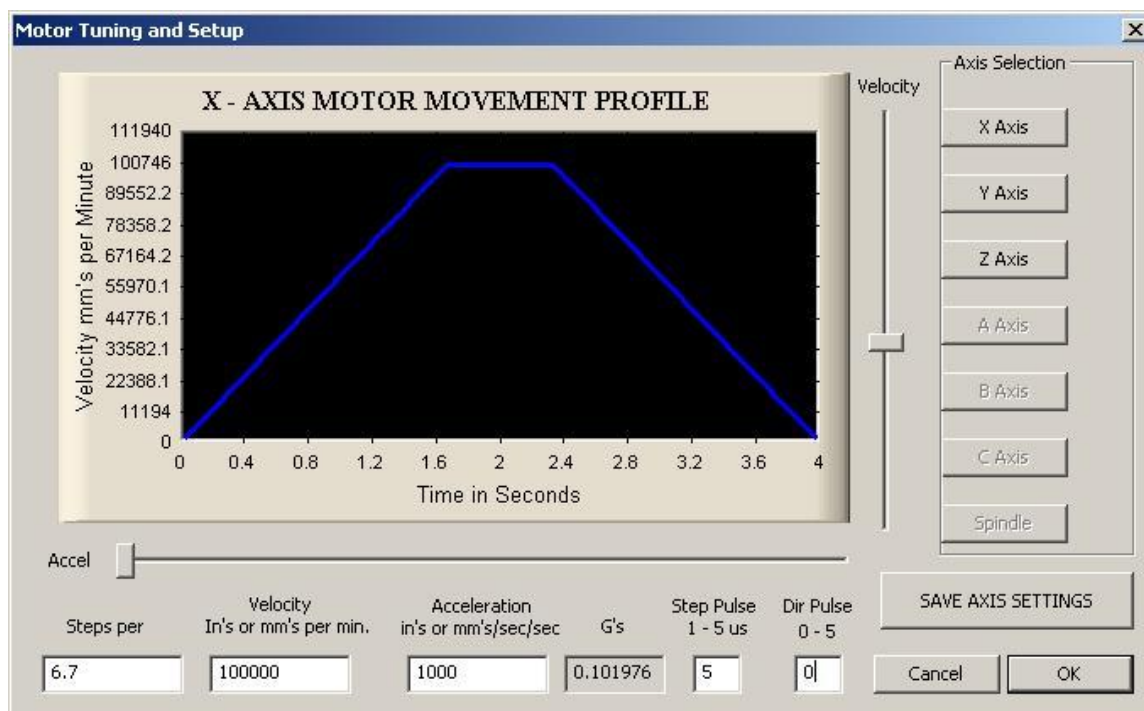 Motor Tuning and Setup
X - AXIS MOTOR MOVEMENT PROFILE
Velocity mm's per Minute
111940
100746
89552.2
78358.2
67164.2
55970.1
44776.1
33582.1
22388.1
11194
0
0 0.4 0.8 1.2 1.6 2 2.4 2.8 3.2 3.6 4
Time in Seconds
Velocity
Axis Selection
X Axis
Y Axis
Z Axis
A Axis
B Axis
C Axis
Spindle
Accel
Steps per
Velocity
In's or mm's per min.
Acceleration
in's or mm's/sec/sec
G's
Step Pulse
1 - 5 us
Dir Pulse
0 - 5
6.7
100000
1000
0.101976
5
0
SAVE AXIS SETTINGS
Cancel
OK